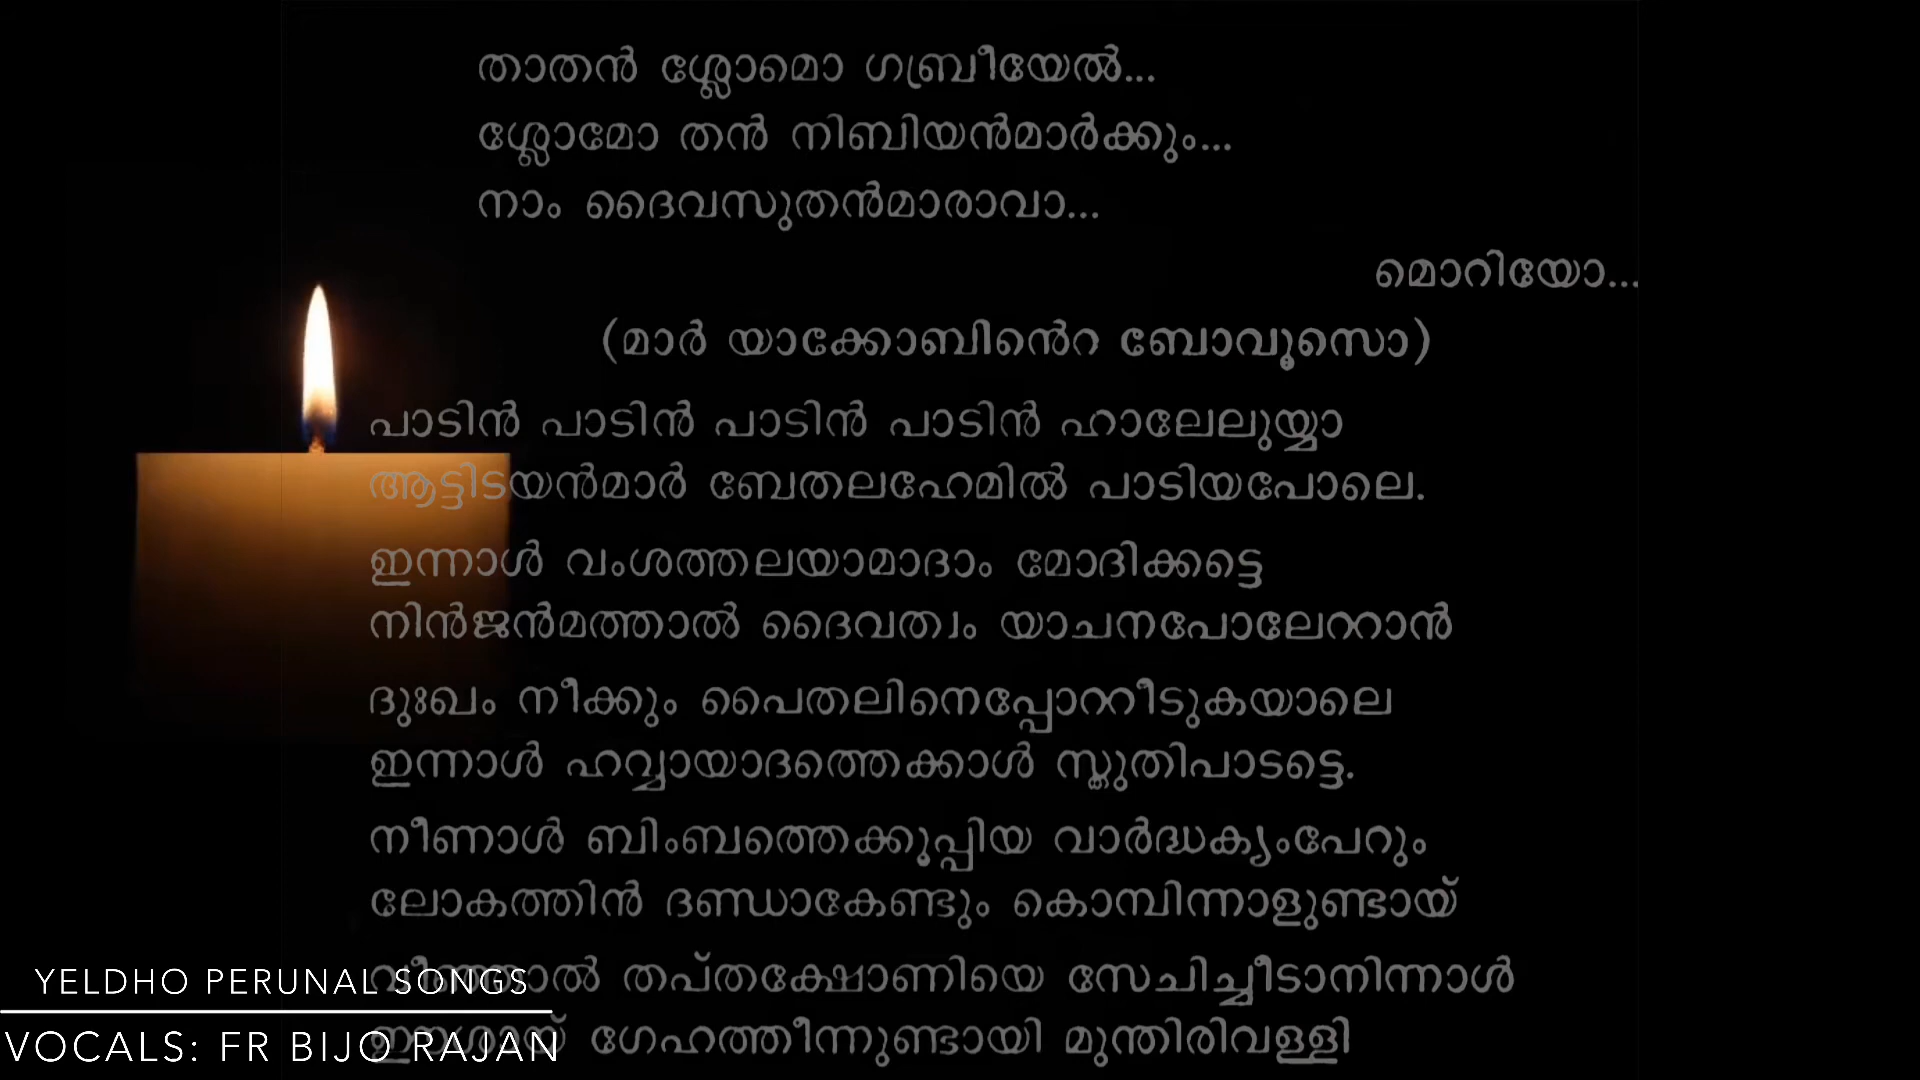 താതൻ ശ്ലോമൊ ഗബ്രീയേൽ...
ശ്ലോമോ തൻ നിബിയൻമാർക്കും...
നാം ദൈവസുതൻമാരാവാ...
മൊറിയോ...
(മാർ യാക്കോബിൻെറ ബോവൂസൊ)
പാടിൻ പാടിൻ പാടിൻ പാടിൻ ഹാലേലുയ്യാ
ആട്ടിടയൻമാർ ബേതലഹേമിൽ പാടിയപോലെ.
ഇന്നാൾ വംശത്തലയാമാദാം മോദിക്കട്ടെ
നിൻജൻമത്താൽ ദൈവത്വം യാചനപോലേററാൻ
ദുഃഖം നീക്കും പൈതലിനെപ്പോററീടുകയാലെ
ഇന്നാൾ ഹവ്വായാദത്തെക്കാൾ സ്തുതിപാടട്ടെ.
നീണാൾ ബിംബത്തെക്കൂപ്പിയ വാർദ്ധക്യംപേറും
ലോകത്തിൻ ദണ്ഡാകേണ്ടും കൊമ്പിന്നാളുണ്ടായ്
തപ്തക്ഷോണിയെ സേചിച്ചീടാനിന്നാൾ
ഗേഹത്തീന്നുണ്ടായി മുന്തിരിവള്ളി
YELDHO PERUNAL SONGS
VOCALS: FR BIJO RAJAN